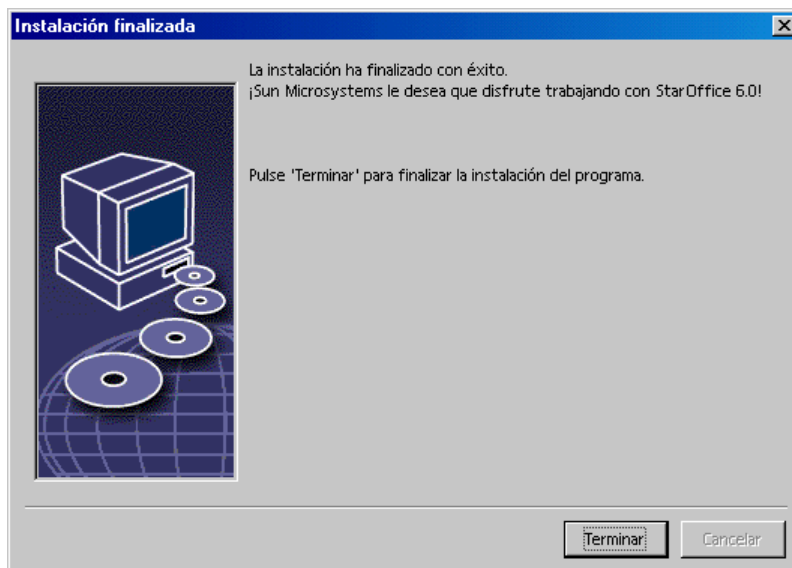 Instalación finalizada
La instalación ha finalizado con éxito.
¡Sun Microsystems le desea que disfrute trabajando con StarOffice 6.0!
Pulse 'Terminar' para finalizar la instalación del programa.
Terminar
Cancelar